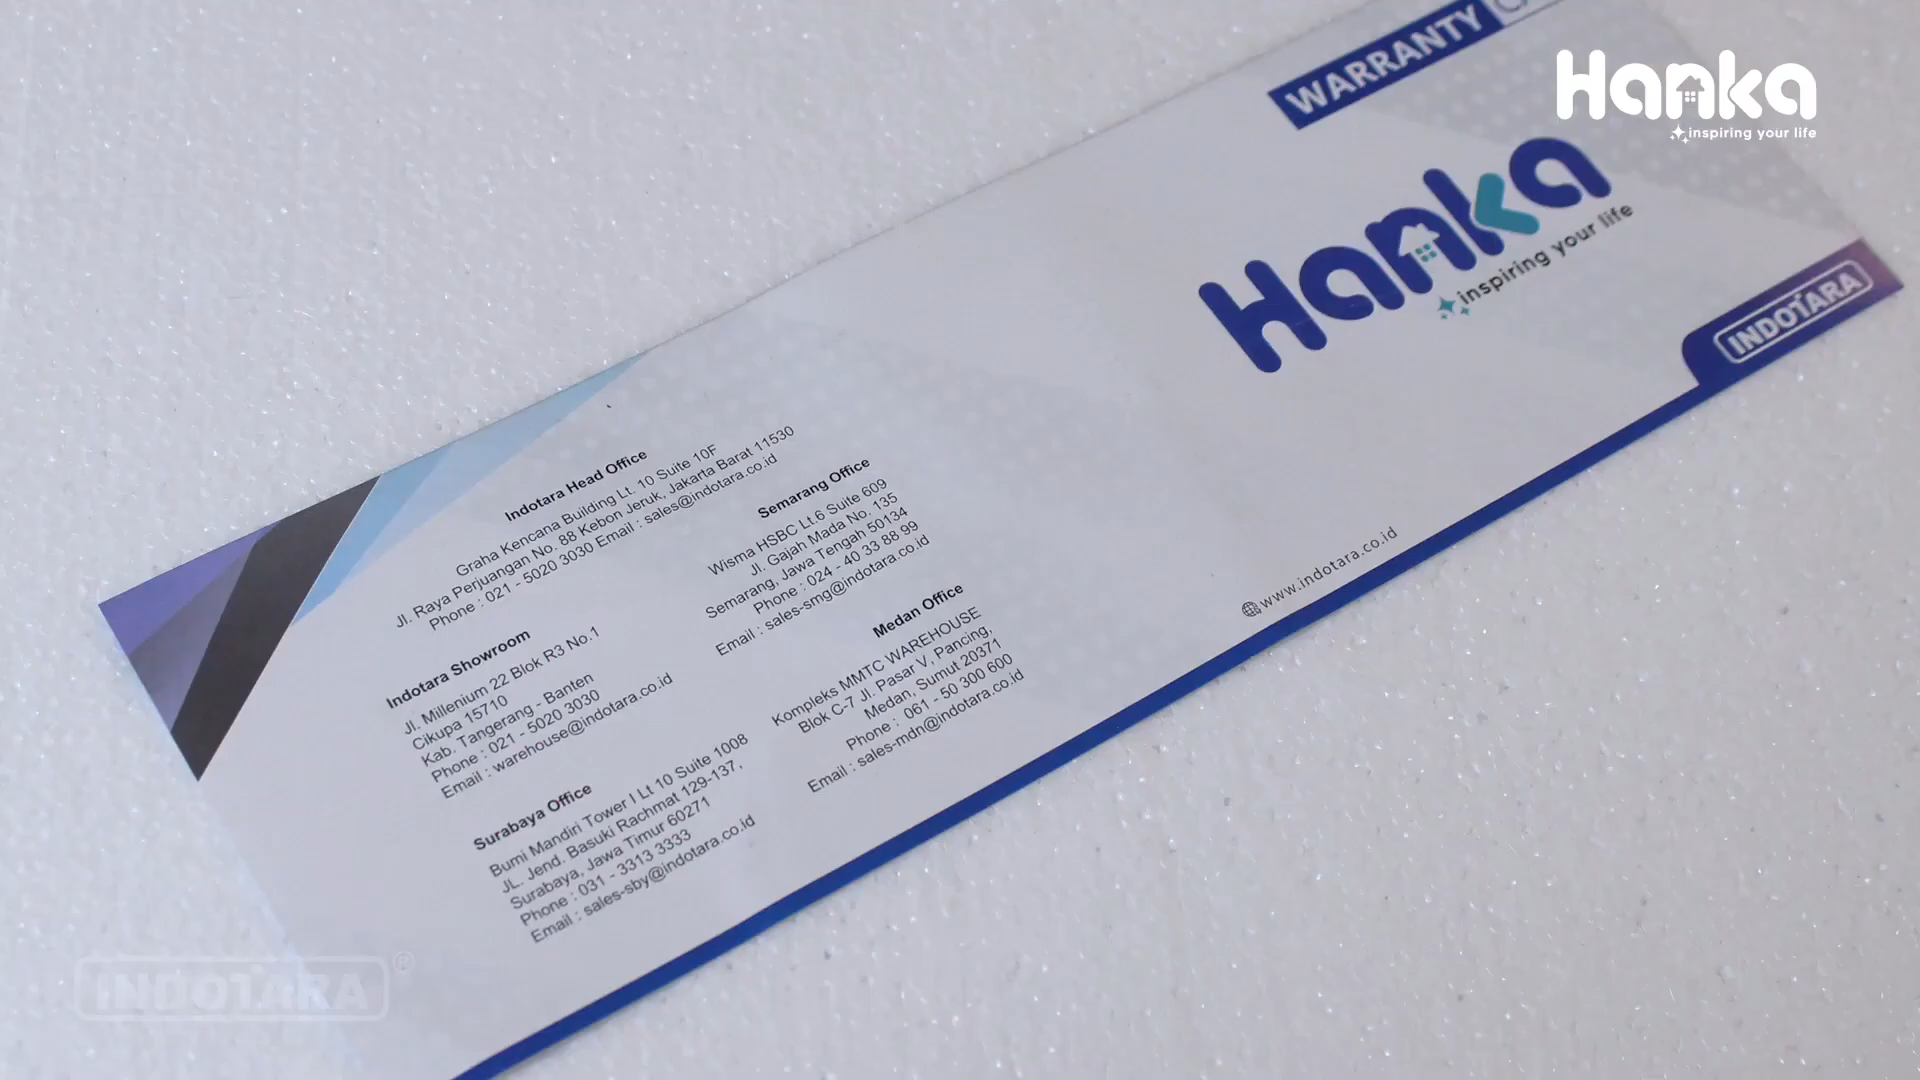 Hanka
inspiring your life
WARRANTY
Hanka
inspiring your life
INDOTARA
www.indotara.co.id
Indotara Head Office
Graha Kencana Building Lt. 10 Suite 10F
Jl. Raya Perjuangan No. 88 Kebon Jeruk, Jakarta Barat 11530
Phone : 021 - 5020 3030 Email : sales@indotara.co.id
Indotara Showroom
Jl. Millenium 22 Blok R3 No.1
Cikupa 15710
Kab. Tangerang - Banten
Phone : 021 - 5020 3030
Email : warehouse@indotara.co.id
Surabaya Office
Bumi Mandiri Tower I Lt 10 Suite 1008
JL. Jend. Basuki Rachmat 129-137,
Surabaya, Jawa Timur 60271
Phone : 031 - 3313 3333
Email : sales-sby@indotara.co.id
Semarang Office
Wisma HSBC Lt.6 Suite 609
Jl. Gajah Mada No. 135
Semarang, Jawa Tengah 50134
Phone : 024 - 40 33 88 99
Email : sales-smg@indotara.co.id
Medan Office
Kompleks MMTC WAREHOUSE
Blok C-7 Jl. Pasar V, Pancing,
Medan, Sumut 20371
Phone : 061 - 50 300 600
Email : sales-mdn@indotara.co.id
INDOTARA ®